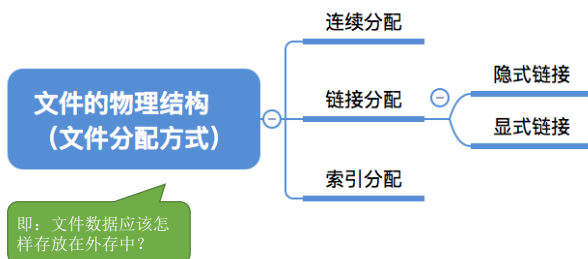 连续分配
文件的物理结构
（文件分配方式）
链接分配
隐式链接
显式链接
索引分配
即：文件数据应该怎
样存放在外存中？